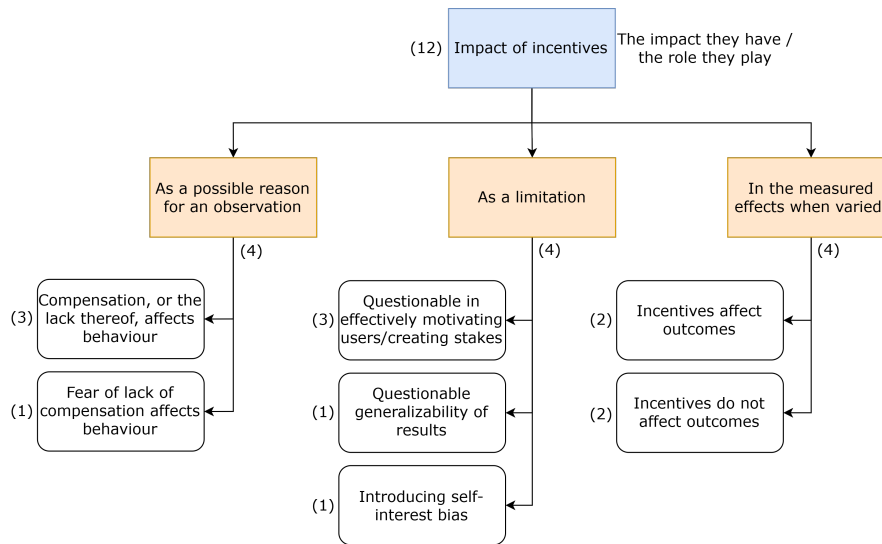 (12)
Impact of incentives
The impact they have /
the role they play
As a possible reason
for an observation
(4)
(3)
Compensation, or the
lack thereof, affects
behaviour
(1)
Fear of lack of
compensation affects
behaviour
As a limitation
(4)
(3)
Questionable in
effectively motivating
users/creating stakes
(1)
Questionable
generalizability of
results
(1)
Introducing self-
interest bias
In the measured
effects when varied
(4)
(2)
Incentives affect
outcomes
(2)
Incentives do not
affect outcomes